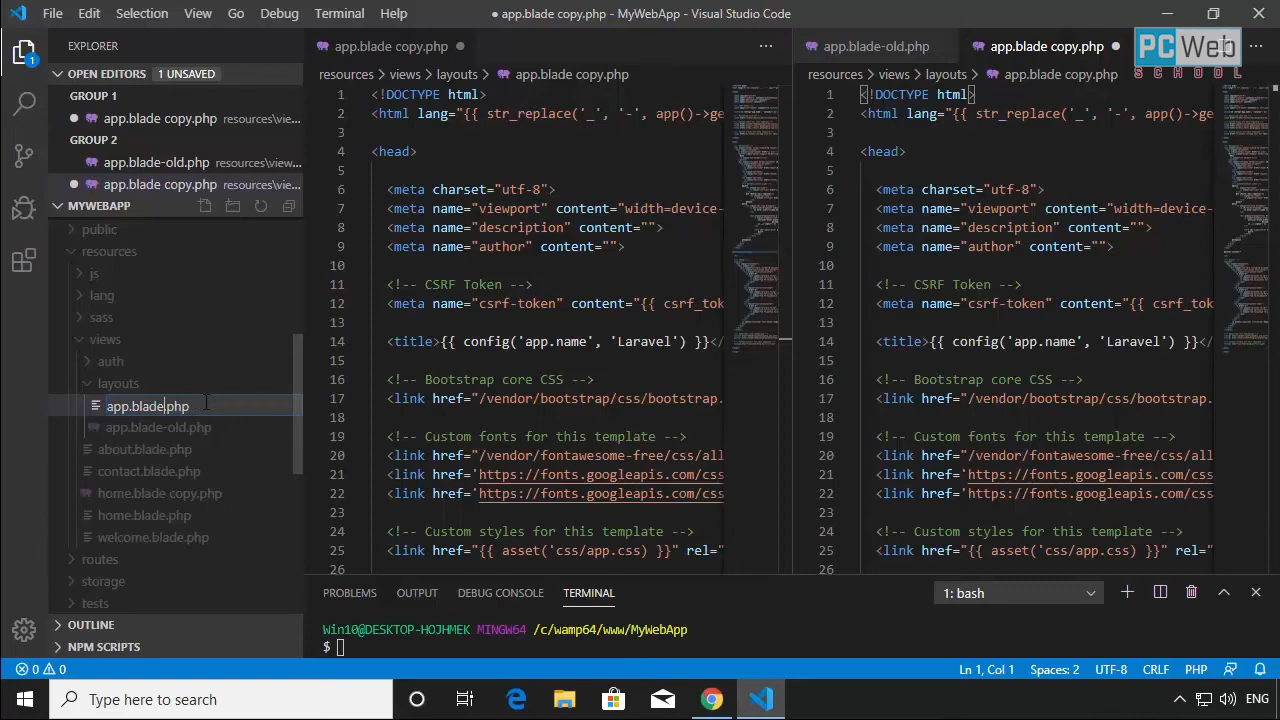 File Edit Selection View Go Debug Terminal Help
● app.blade copy.php - MyWebApp - Visual Studio Code
PC Web
SCHOOL
EXPLORER
OPEN EDITORS 1 UNSAVED
GROUP 1
app.blade copy.php resources\view...
GROUP 2
app.blade-old.php resources\view...
app.blade copy.php resources\vie...
YWEBAPP
public
resources
js
lang
sass
views
auth
layouts
app.blade.php
app.blade-old.php
about.blade.php
contact.blade.php
home.blade copy.php
home.blade.php
welcome.blade.php
routes
storage
tests
OUTLINE
NPM SCRIPTS
1
app.blade copy.php
resources > views > layouts > app.blade copy.php
1 <!DOCTYPE html>
2 <html lang="{{ str_replace('_', '-', app()->ge
3
4 <head>
5
6 <meta charset="utf-8">
7 <meta name="viewport" content="width=device-
8 <meta name="description" content="">
9 <meta name="author" content="">
10
11 <!-- CSRF Token -->
12 <meta name="csrf-token" content="{{ csrf_tok
13
14 <title>{{ config('app.name', 'Laravel') }}</
15
16 <!-- Bootstrap core CSS -->
17 <link href="/vendor/bootstrap/css/bootstrap.
18
19 <!-- Custom fonts for this template -->
20 <link href="/vendor/fontawesome-free/css/all
21 <link href='https://fonts.googleapis.com/css
22 <link href='https://fonts.googleapis.com/css
23
24 <!-- Custom styles for this template -->
25 <link href="{{ asset('css/app.css') }}" rel="
26
app.blade-old.php app.blade copy.php
resources > views > layouts > app.blade copy.php
1 <!DOCTYPE html>
2 <html lang="{{ str_replace('_', '-', app()->ge
3
4 <head>
5
6 <meta charset="utf-8">
7 <meta name="viewport" content="width=device-
8 <meta name="description" content="">
9 <meta name="author" content="">
10
11 <!-- CSRF Token -->
12 <meta name="csrf-token" content="{{ csrf_tok
13
14 <title>{{ config('app.name', 'Laravel') }}</
15
16 <!-- Bootstrap core CSS -->
17 <link href="/vendor/bootstrap/css/bootstrap.
18
19 <!-- Custom fonts for this template -->
20 <link href="/vendor/fontawesome-free/css/all
21 <link href='https://fonts.googleapis.com/css
22 <link href='https://fonts.googleapis.com/css
23
24 <!-- Custom styles for this template -->
25 <link href="{{ asset('css/app.css') }}" rel="
26
PROBLEMS OUTPUT DEBUG CONSOLE TERMINAL 1: bash
Win10@DESKTOP-HOJHMEK MINGW64 /c/wamp64/www/MyWebApp
$
0 0 Ln 1, Col 1 Spaces: 2 UTF-8 CRLF PHP
Type here to search ENG